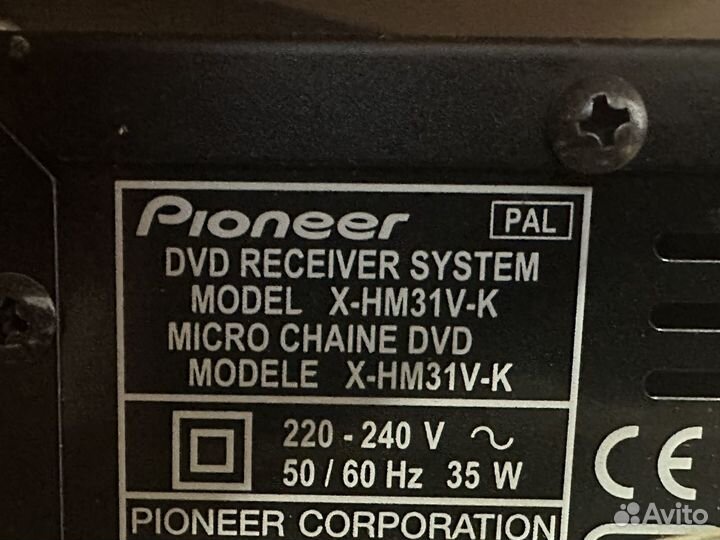 Pioneer PAL
DVD RECEIVER SYSTEM
MODEL X-HM31V-K
MICRO CHAINE DVD
MODELE X-HM31V-K
220 - 240 V ~
50 / 60 Hz 35 W
CE
PIONEER CORPORATION
Avito